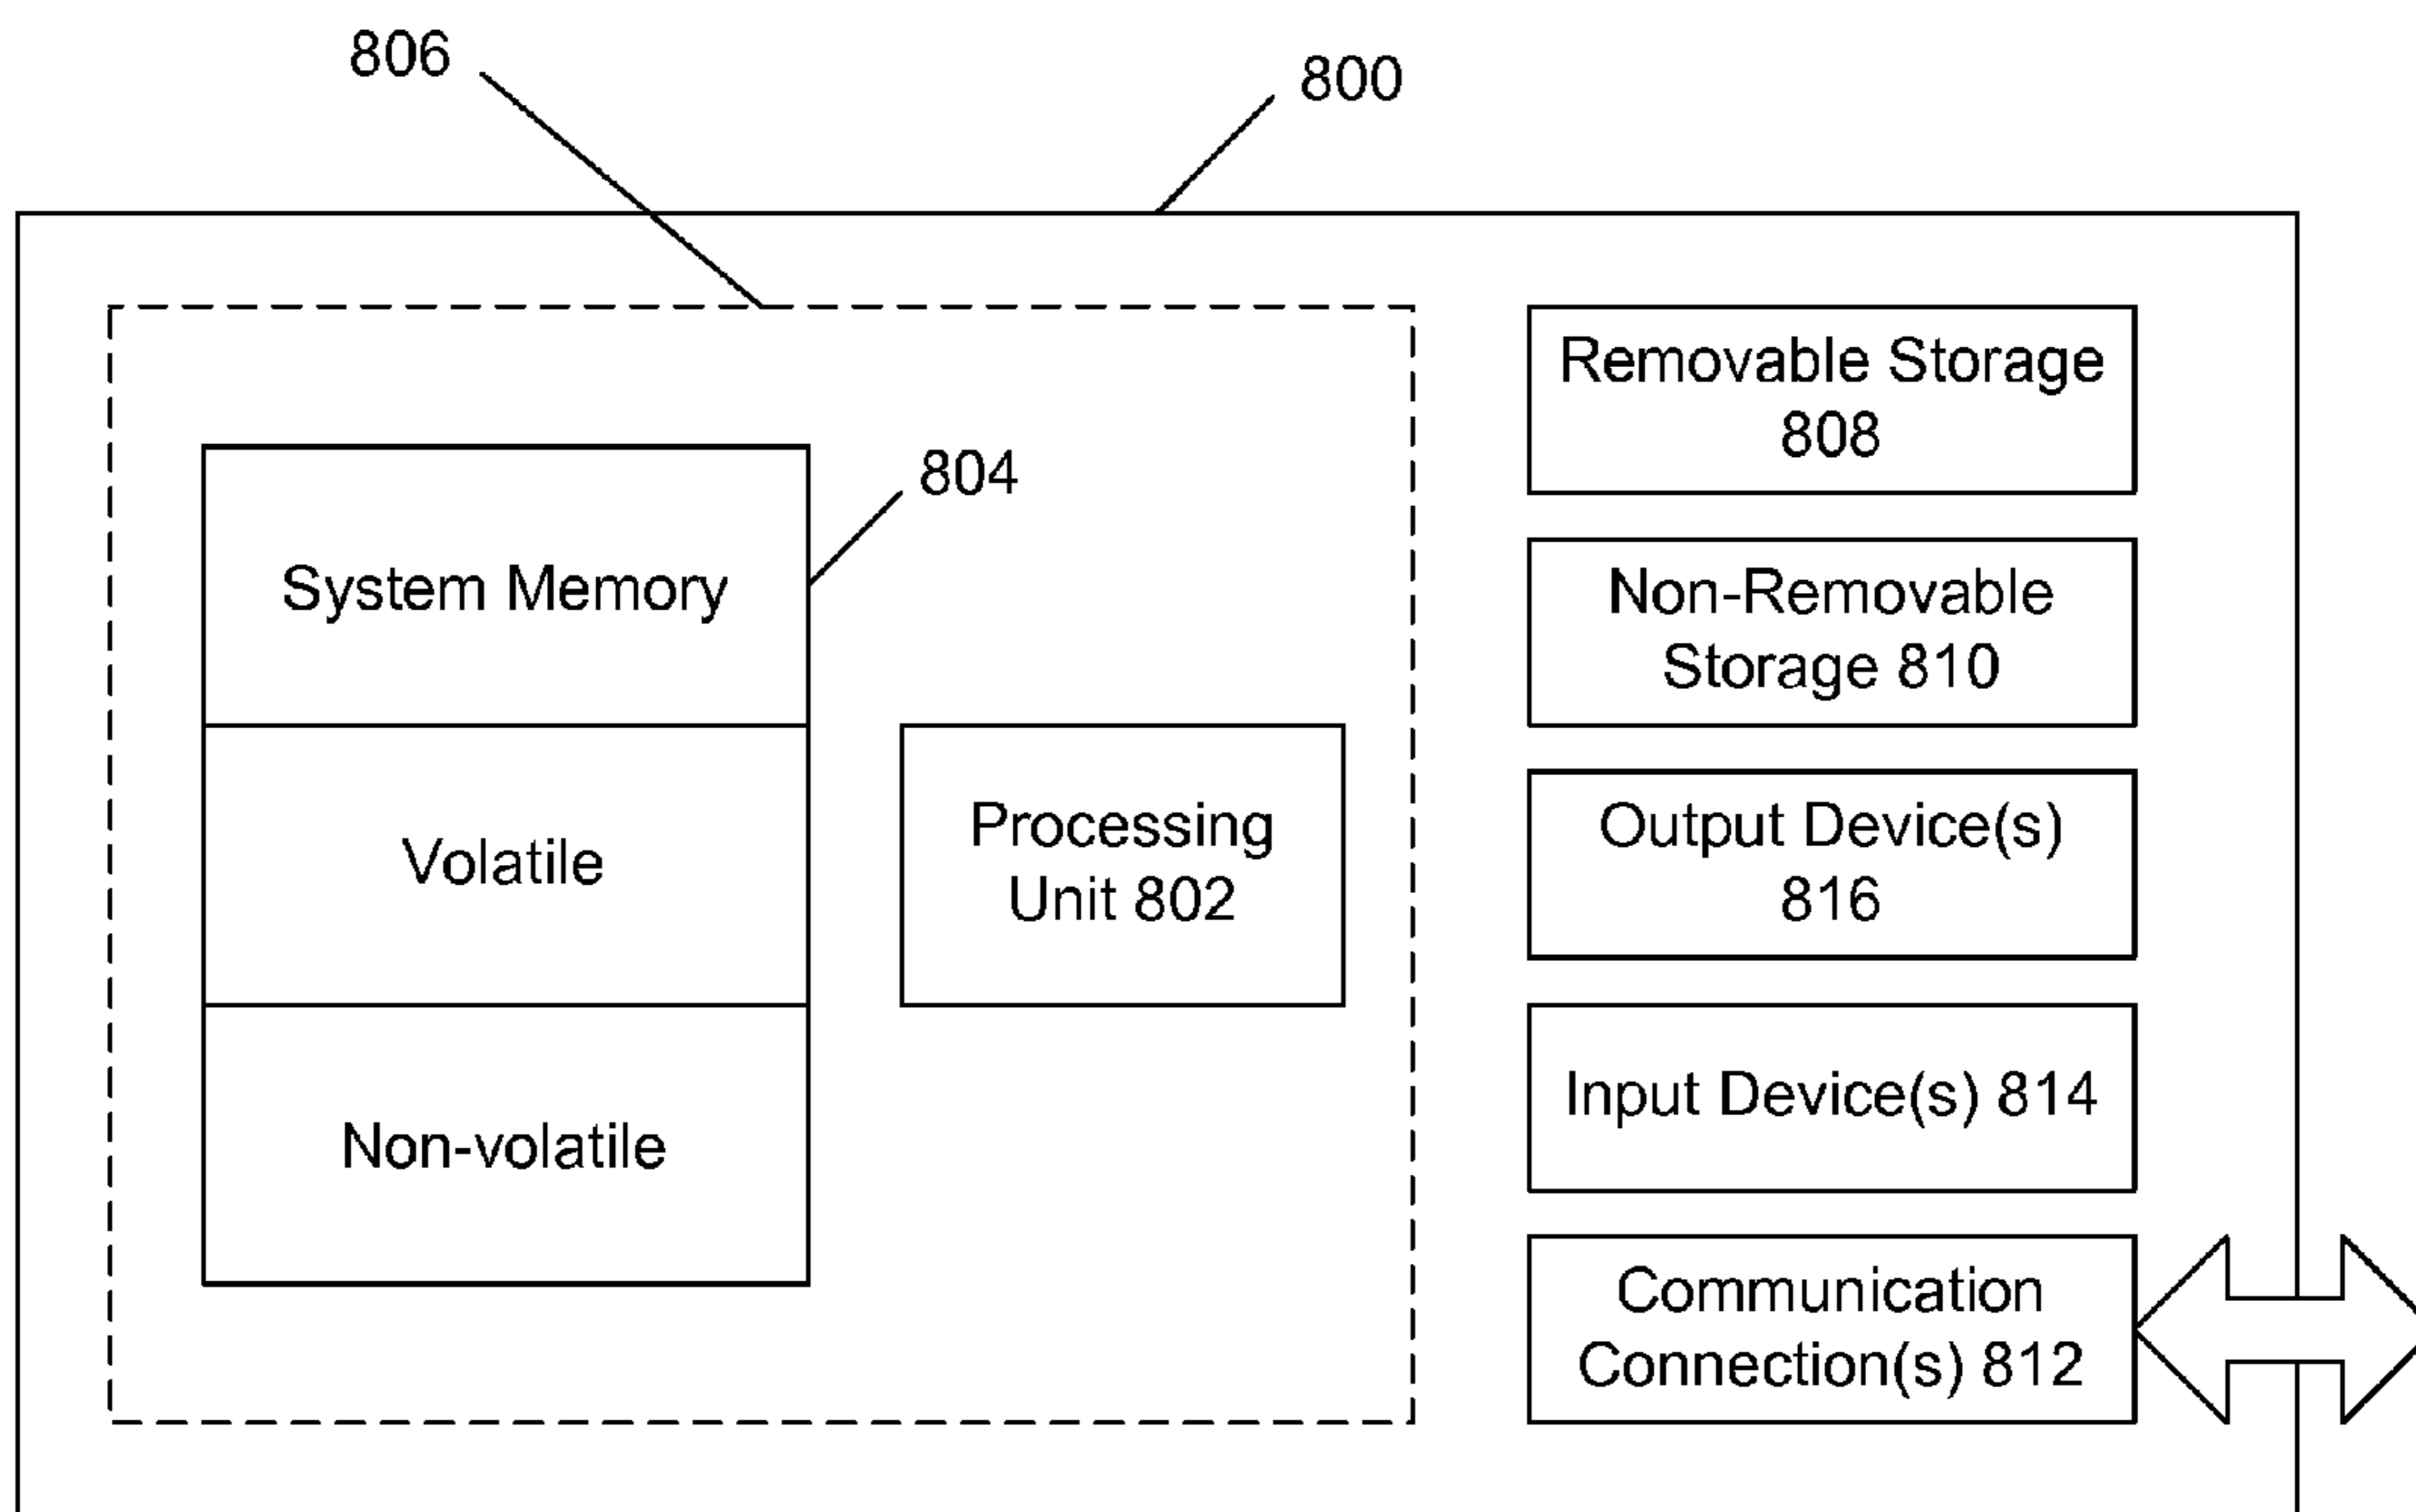 806
800
804
System Memory
Volatile
Non-volatile
Processing
Unit 802
Removable Storage
808
Non-Removable
Storage 810
Output Device(s)
816
Input Device(s) 814
Communication
Connection(s) 812